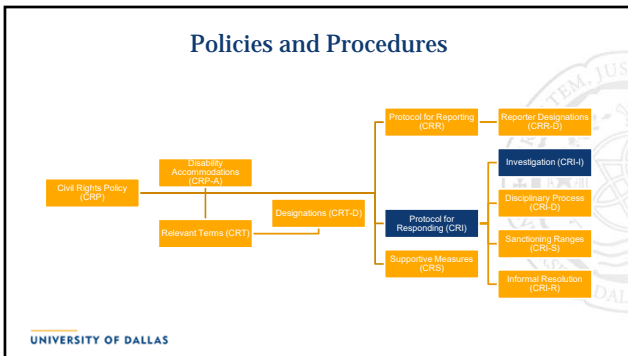 Policies and Procedures
Civil Rights Policy
(CRP)
Disability
Accommodations
(CRP-A)
Relevant Terms (CRT)
Designations (CRT-D)
Protocol for Reporting
(CRR)
Reporter Designations
(CRR-D)
Protocol for
Responding (CRI)
Investigation (CRI-I)
Disciplinary Process
(CRI-D)
Sanctioning Ranges
(CRI-S)
Informal Resolution
(CRI-R)
Supportive Measures
(CRS)
UNIVERSITY OF DALLAS